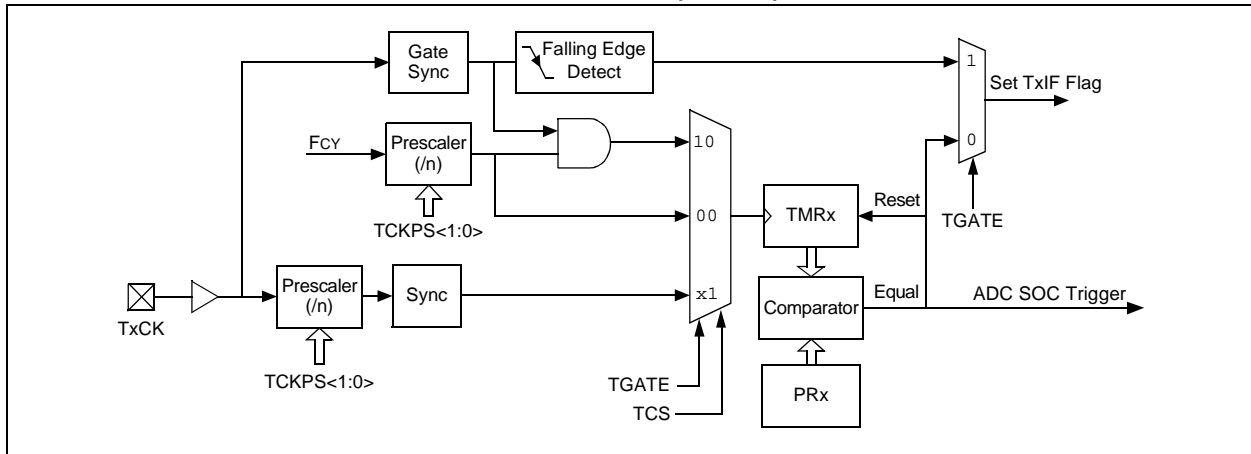 Gate
Sync
Falling Edge
Detect
1
Set TxIF Flag
0
FCY
Prescaler
(/n)
10
TCKPS<1:0>
00
TMRx
Reset
TGATE
TxCK
Prescaler
(/n)
Sync
x1
Comparator
Equal
ADC SOC Trigger
TCKPS<1:0>
TGATE
TCS
PRx